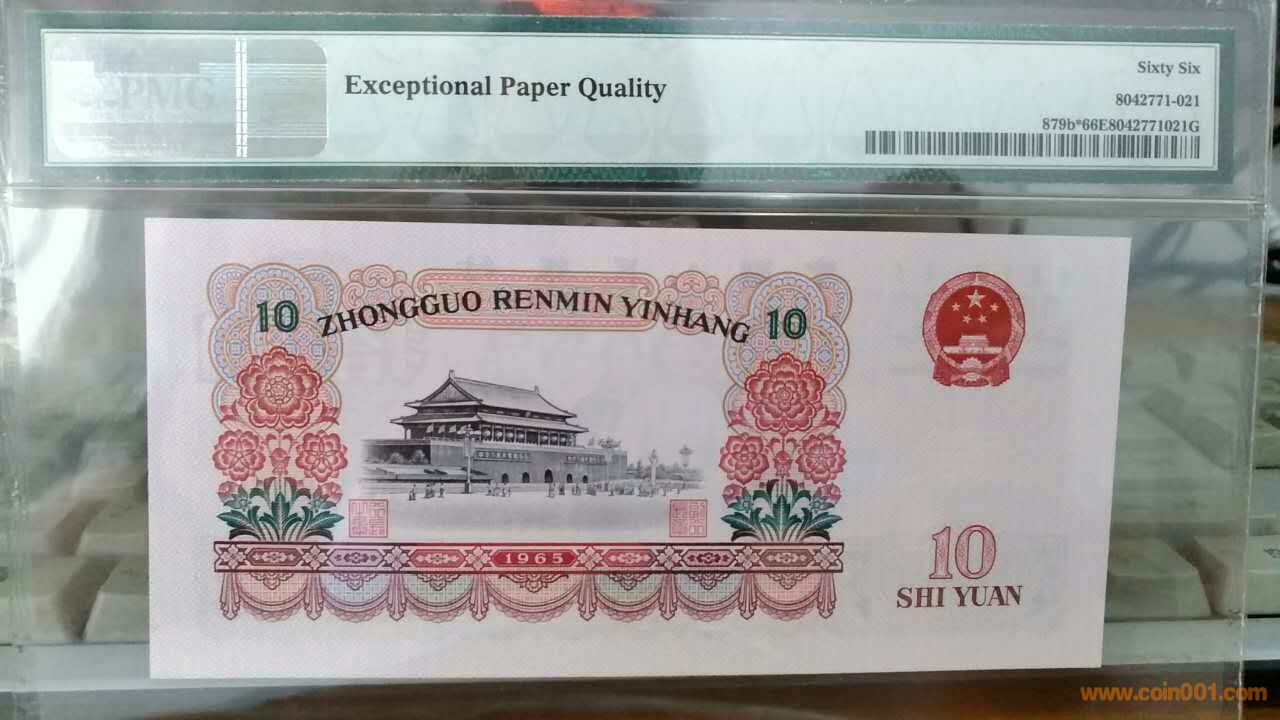 PMG
Exceptional Paper Quality
Sixty Six
8042771-021
879b*66E8042771021G
10 ZHONGGUO RENMIN YINHANG 10
1965
10
SHI YUAN
www.coin001.com